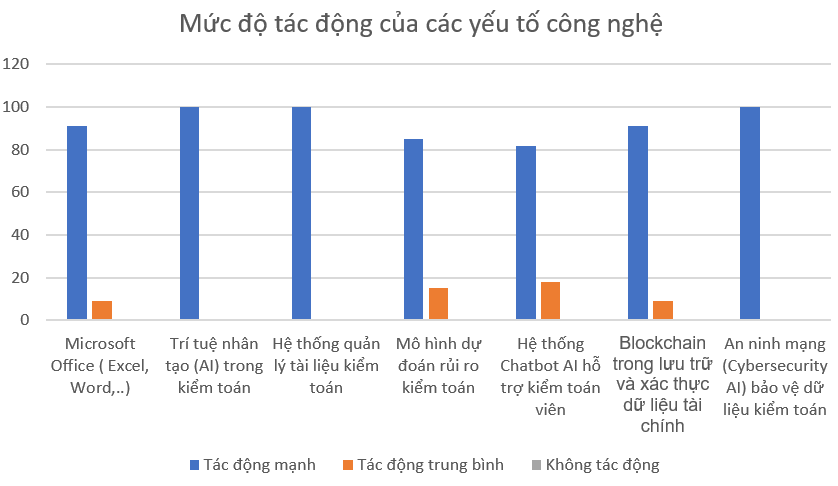 Mức độ tác động của các yếu tố công nghệ
120
100
80
60
40
20
0
Microsoft
Office ( Excel,
Word,..)
Trí tuệ nhân
tạo (AI) trong
kiểm toán
Hệ thống quản
lý tài liệu kiểm
toán
Mô hình dự
đoán rủi ro
kiểm toán
Hệ thống
Chatbot AI hỗ
trợ kiểm toán
viên
Blockchain
trong lưu trữ
và xác thực
dữ liệu tài
chính
An ninh mạng
(Cybersecurity
AI) bảo vệ dữ
liệu kiểm toán
Tác động mạnh
Tác động trung bình
Không tác động